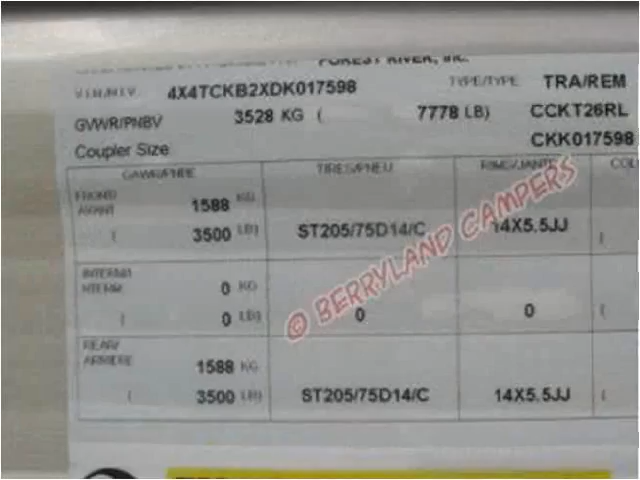 FOREST RIVER, INC.
V.I.N./N.I.V. 4X4TCKB2XDK017598 TYPE/TYPE TRA/REM
GVWR/PNBV 3528 KG ( 7778 LB) CCKT26RL
Coupler Size CKK017598
GAWR/PNBE TIRES/PNEU RIMS/JANTE COL
FRONT/ 1588 KG
AVANT ( 3500 LB) ST205/75D14/C 14X5.5JJ (
INTERM/ 0 KG
INTERM ( 0 LB) 0 0 (
REAR/ 1588 KG
ARRIERE ( 3500 LB) ST205/75D14/C 14X5.5JJ (
© BERRYLAND CAMPERS